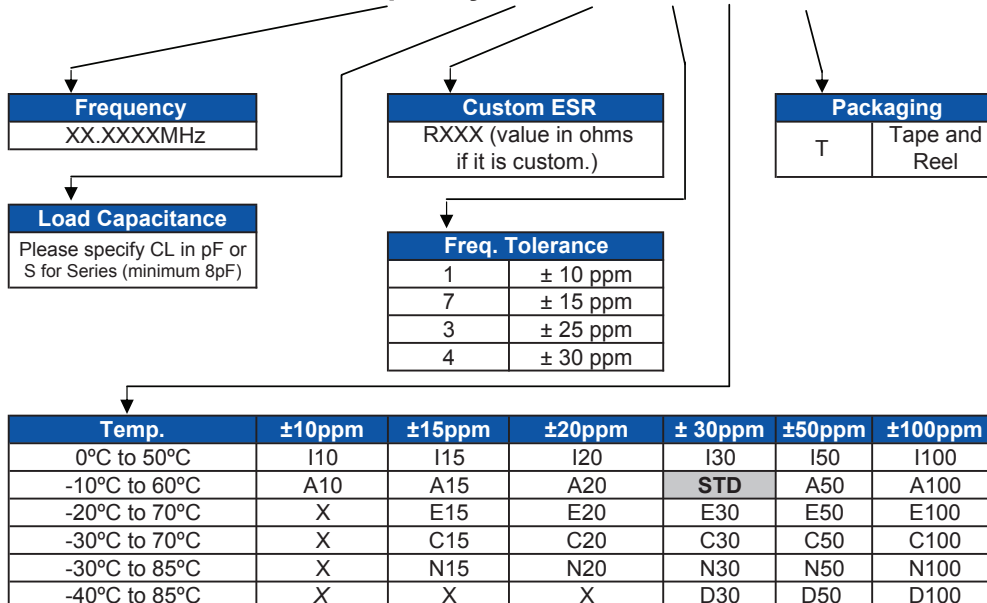 Frequency
XX.XXXXMHz
Custom ESR
RXXX (value in ohms
if it is custom.)
Packaging
T Tape and
Reel
Load Capacitance
Please specify CL in pF or
S for Series (minimum 8pF)
Freq. Tolerance
1 ± 10 ppm
7 ± 15 ppm
3 ± 25 ppm
4 ± 30 ppm
Temp. ±10ppm ±15ppm ±20ppm ± 30ppm ±50ppm ±100ppm
0ºC to 50ºC I10 I15 I20 I30 I50 I100
-10ºC to 60ºC A10 A15 A20 STD A50 A100
-20ºC to 70ºC X E15 E20 E30 E50 E100
-30ºC to 70ºC X C15 C20 C30 C50 C100
-30ºC to 85ºC X N15 N20 N30 N50 N100
-40ºC to 85ºC X X X D30 D50 D100